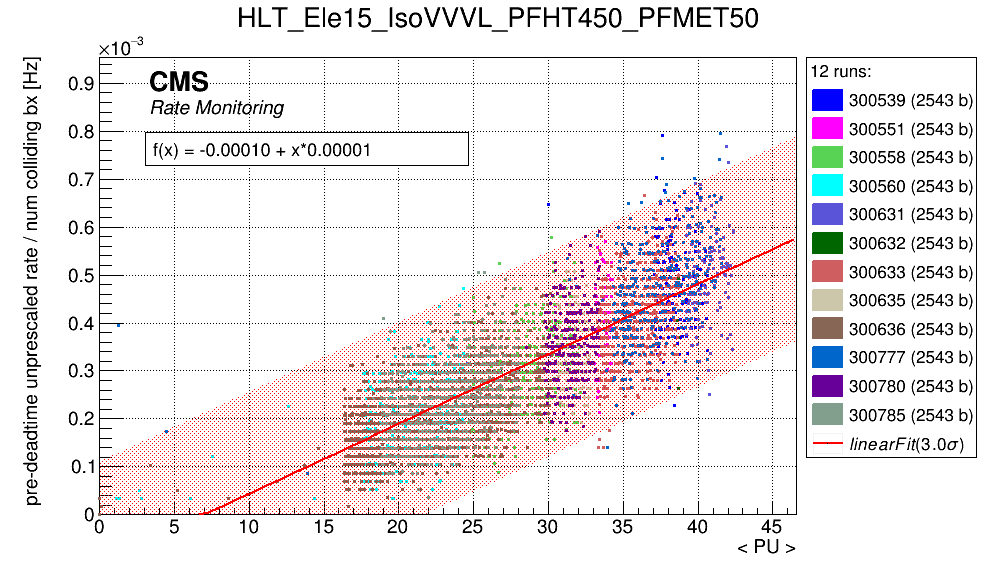 HLT_Ele15_IsoVVVL_PFHT450_PFMET50
×10⁻³
CMS
Rate Monitoring
f(x) = -0.00010 + x*0.00001
pre-deadtime unprescaled rate / num colliding bx [Hz]
0.9
0.8
0.7
0.6
0.5
0.4
0.3
0.2
0.1
0
0 5 10 15 20 25 30 35 40 45
< PU >
12 runs:
300539 (2543 b)
300551 (2543 b)
300558 (2543 b)
300560 (2543 b)
300631 (2543 b)
300632 (2543 b)
300633 (2543 b)
300635 (2543 b)
300636 (2543 b)
300777 (2543 b)
300780 (2543 b)
300785 (2543 b)
linearFit(3.0σ)